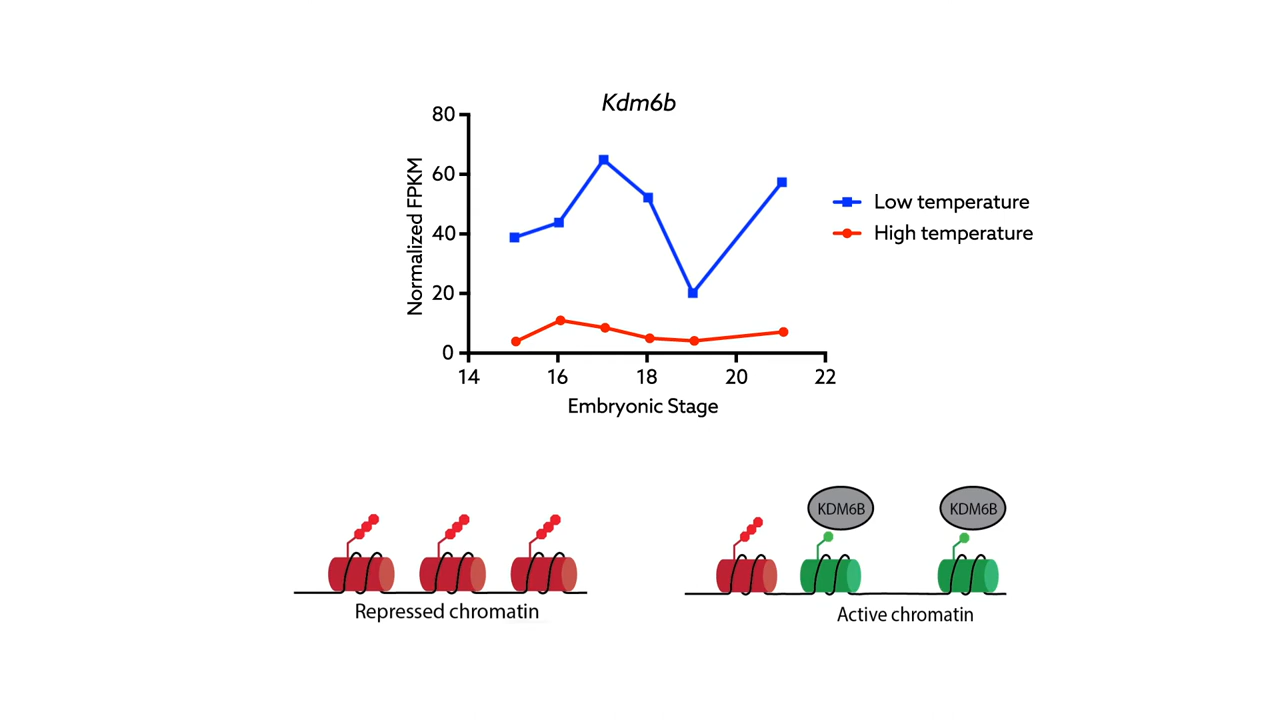 Kdm6b
80
60
40
20
0
Normalized FPKM
14 16 18 20 22
Embryonic Stage
Low temperature
High temperature
KDM6B KDM6B
Repressed chromatin
Active chromatin